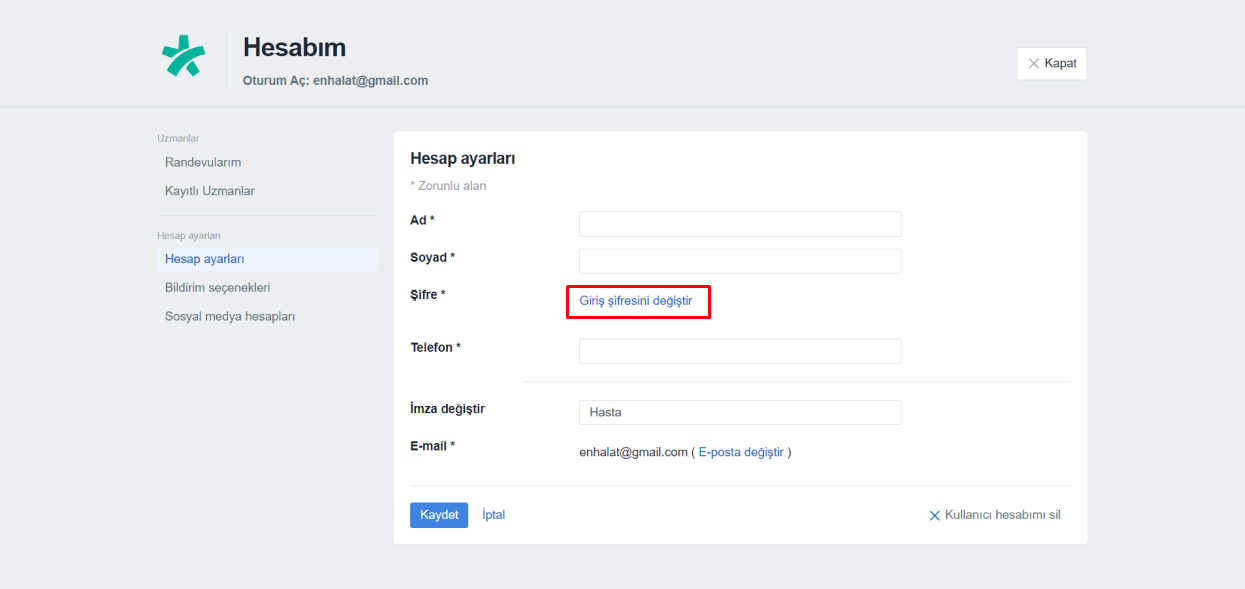 Hesabım
Oturum Aç: enhalat@gmail.com
Kapat
Uzmanlar
Randevularım
Kayıtlı Uzmanlar
Hesap ayarları
Hesap ayarları
Bildirim seçenekleri
Sosyal medya hesapları
Hesap ayarları
* Zorunlu alan
Ad *
Soyad *
Şifre *
Giriş şifresini değiştir
Telefon *
İmza değiştir
Hasta
E-mail *
enhalat@gmail.com ( E-posta değiştir )
Kaydet
İptal
Kullanıcı hesabımı sil